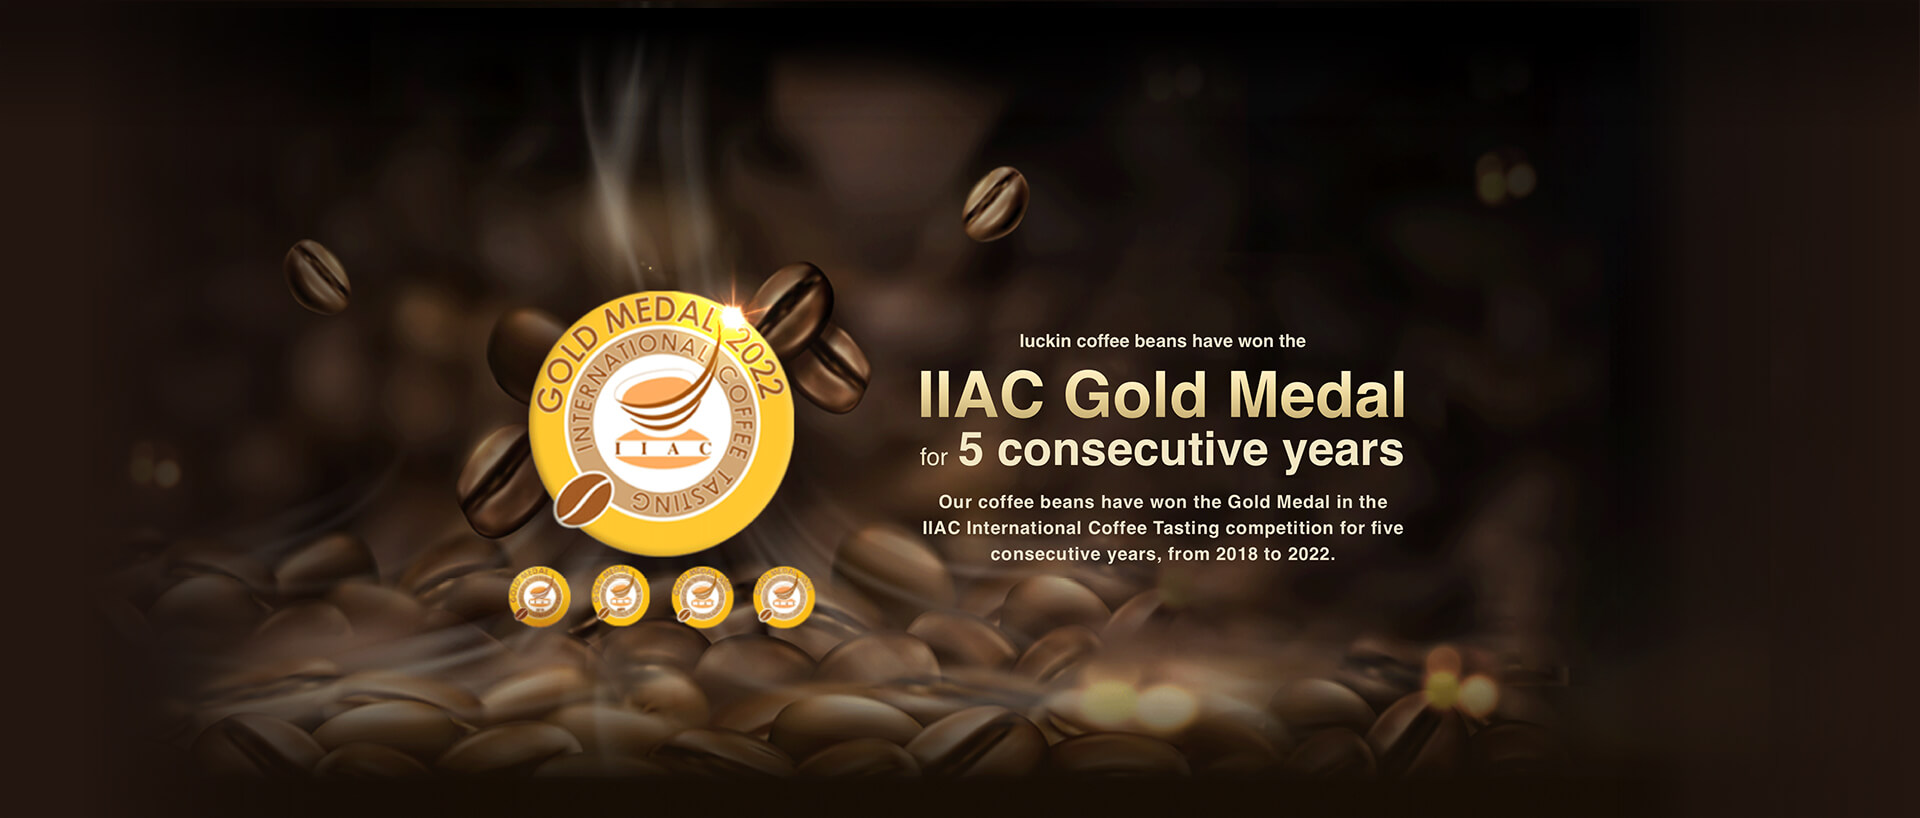 GOLD MEDAL 2022
INTERNATIONAL COFFEE TASTING
IIAC
luckin coffee beans have won the
IIAC Gold Medal
for 5 consecutive years
Our coffee beans have won the Gold Medal in the
IIAC International Coffee Tasting competition for five
consecutive years, from 2018 to 2022.